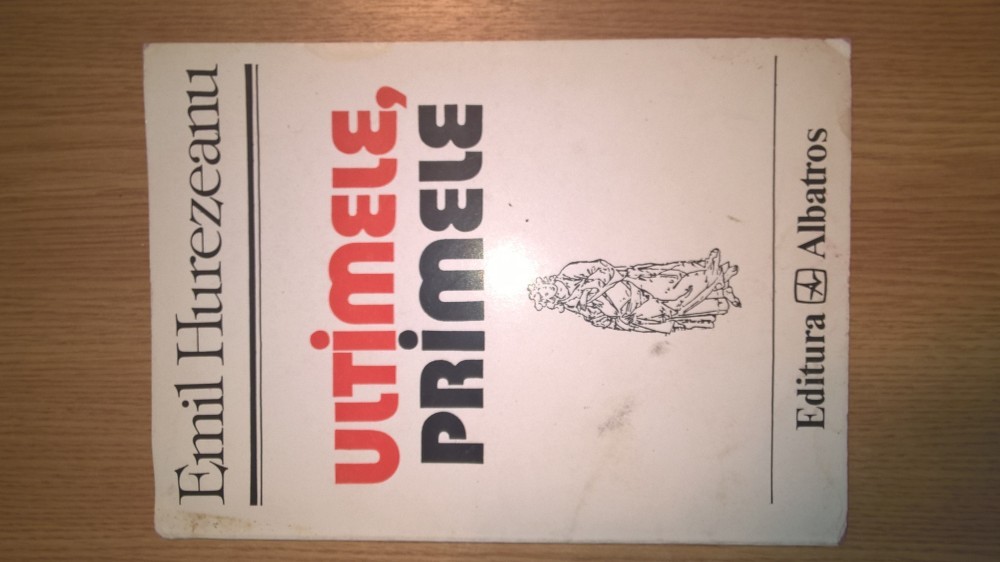 Emil Hurezeanu
ULTIMELE,
PRIMELE
Editura A Albatros